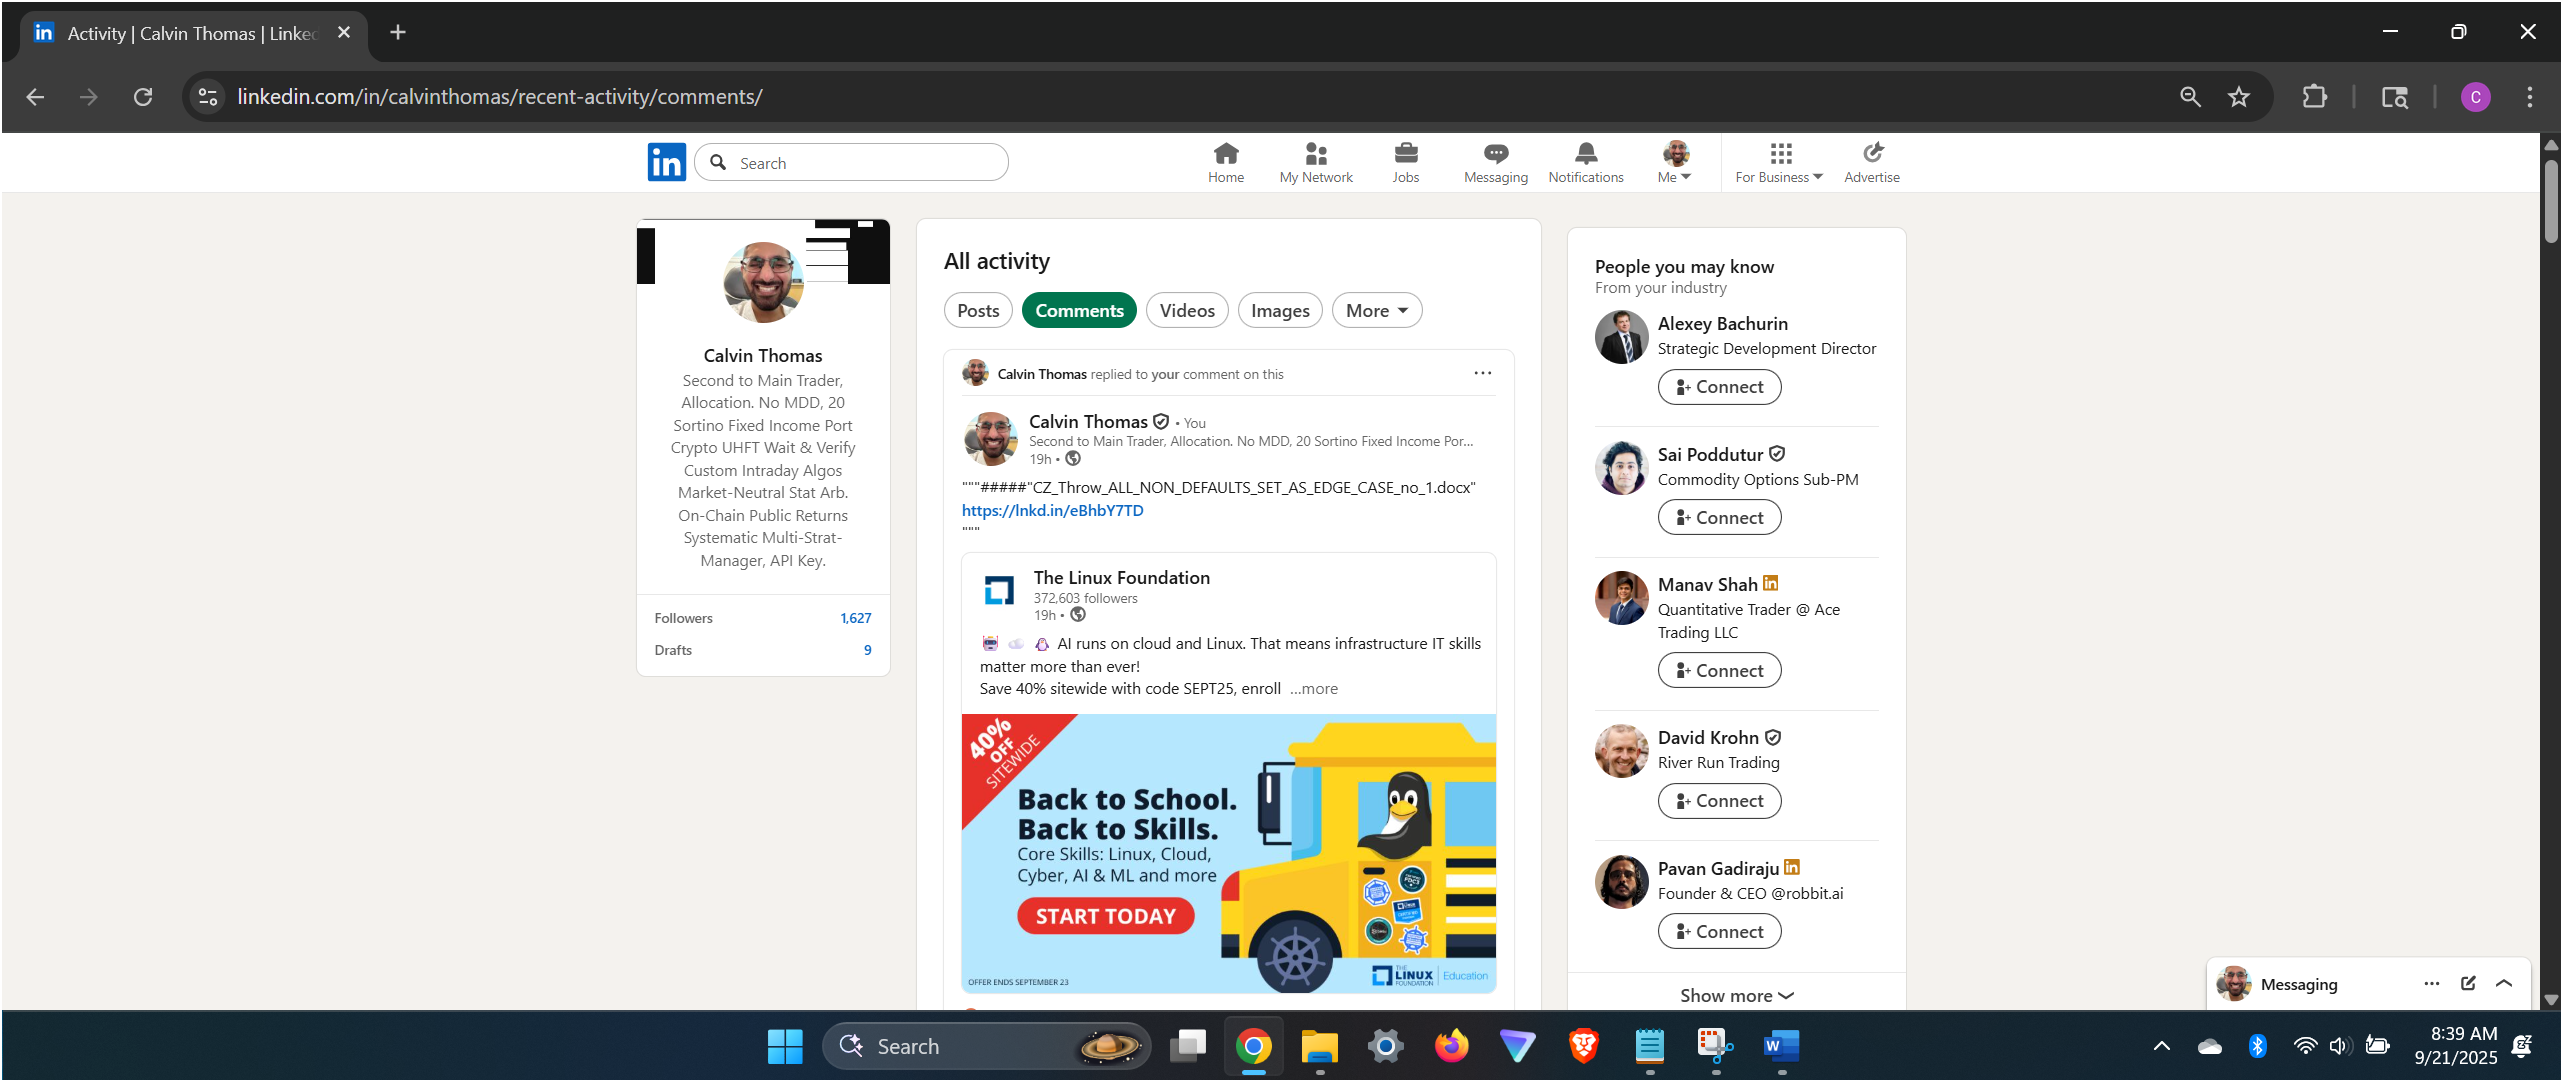 Activity | Calvin Thomas | Linke
linkedin.com/in/calvinthomas/recent-activity/comments/
C
in
Search
Home
My Network
Jobs
Messaging
Notifications
Me
For Business
Advertise
Calvin Thomas
Second to Main Trader,
Allocation. No MDD, 20
Sortino Fixed Income Port
Crypto UHFT Wait & Verify
Custom Intraday Algos
Market-Neutral Stat Arb.
On-Chain Public Returns
Systematic Multi-Strat-
Manager, API Key.
Followers 1,627
Drafts 9
All activity
Posts
Comments
Videos
Images
More
Calvin Thomas replied to your comment on this
Calvin Thomas • You
Second to Main Trader, Allocation. No MDD, 20 Sortino Fixed Income Por...
19h •
"""#####"CZ_Throw_ALL_NON_DEFAULTS_SET_AS_EDGE_CASE_no_1.docx"
https://lnkd.in/eBhbY7TD
"""
The Linux Foundation
372,603 followers
19h •
AI runs on cloud and Linux. That means infrastructure IT skills
matter more than ever!
Save 40% sitewide with code SEPT25, enroll ...more
40%
OFF
SITEWIDE
Back to School.
Back to Skills.
Core Skills: Linux, Cloud,
Cyber, AI & ML and more
START TODAY
OFFER ENDS SEPTEMBER 23
THE
LINUX
FOUNDATION
Education
People you may know
From your industry
Alexey Bachurin
Strategic Development Director
Connect
Sai Poddutur
Commodity Options Sub-PM
Connect
Manav Shah in
Quantitative Trader @ Ace
Trading LLC
Connect
David Krohn
River Run Trading
Connect
Pavan Gadiraju in
Founder & CEO @robbit.ai
Connect
Show more
Messaging
Search
8:39 AM
9/21/2025